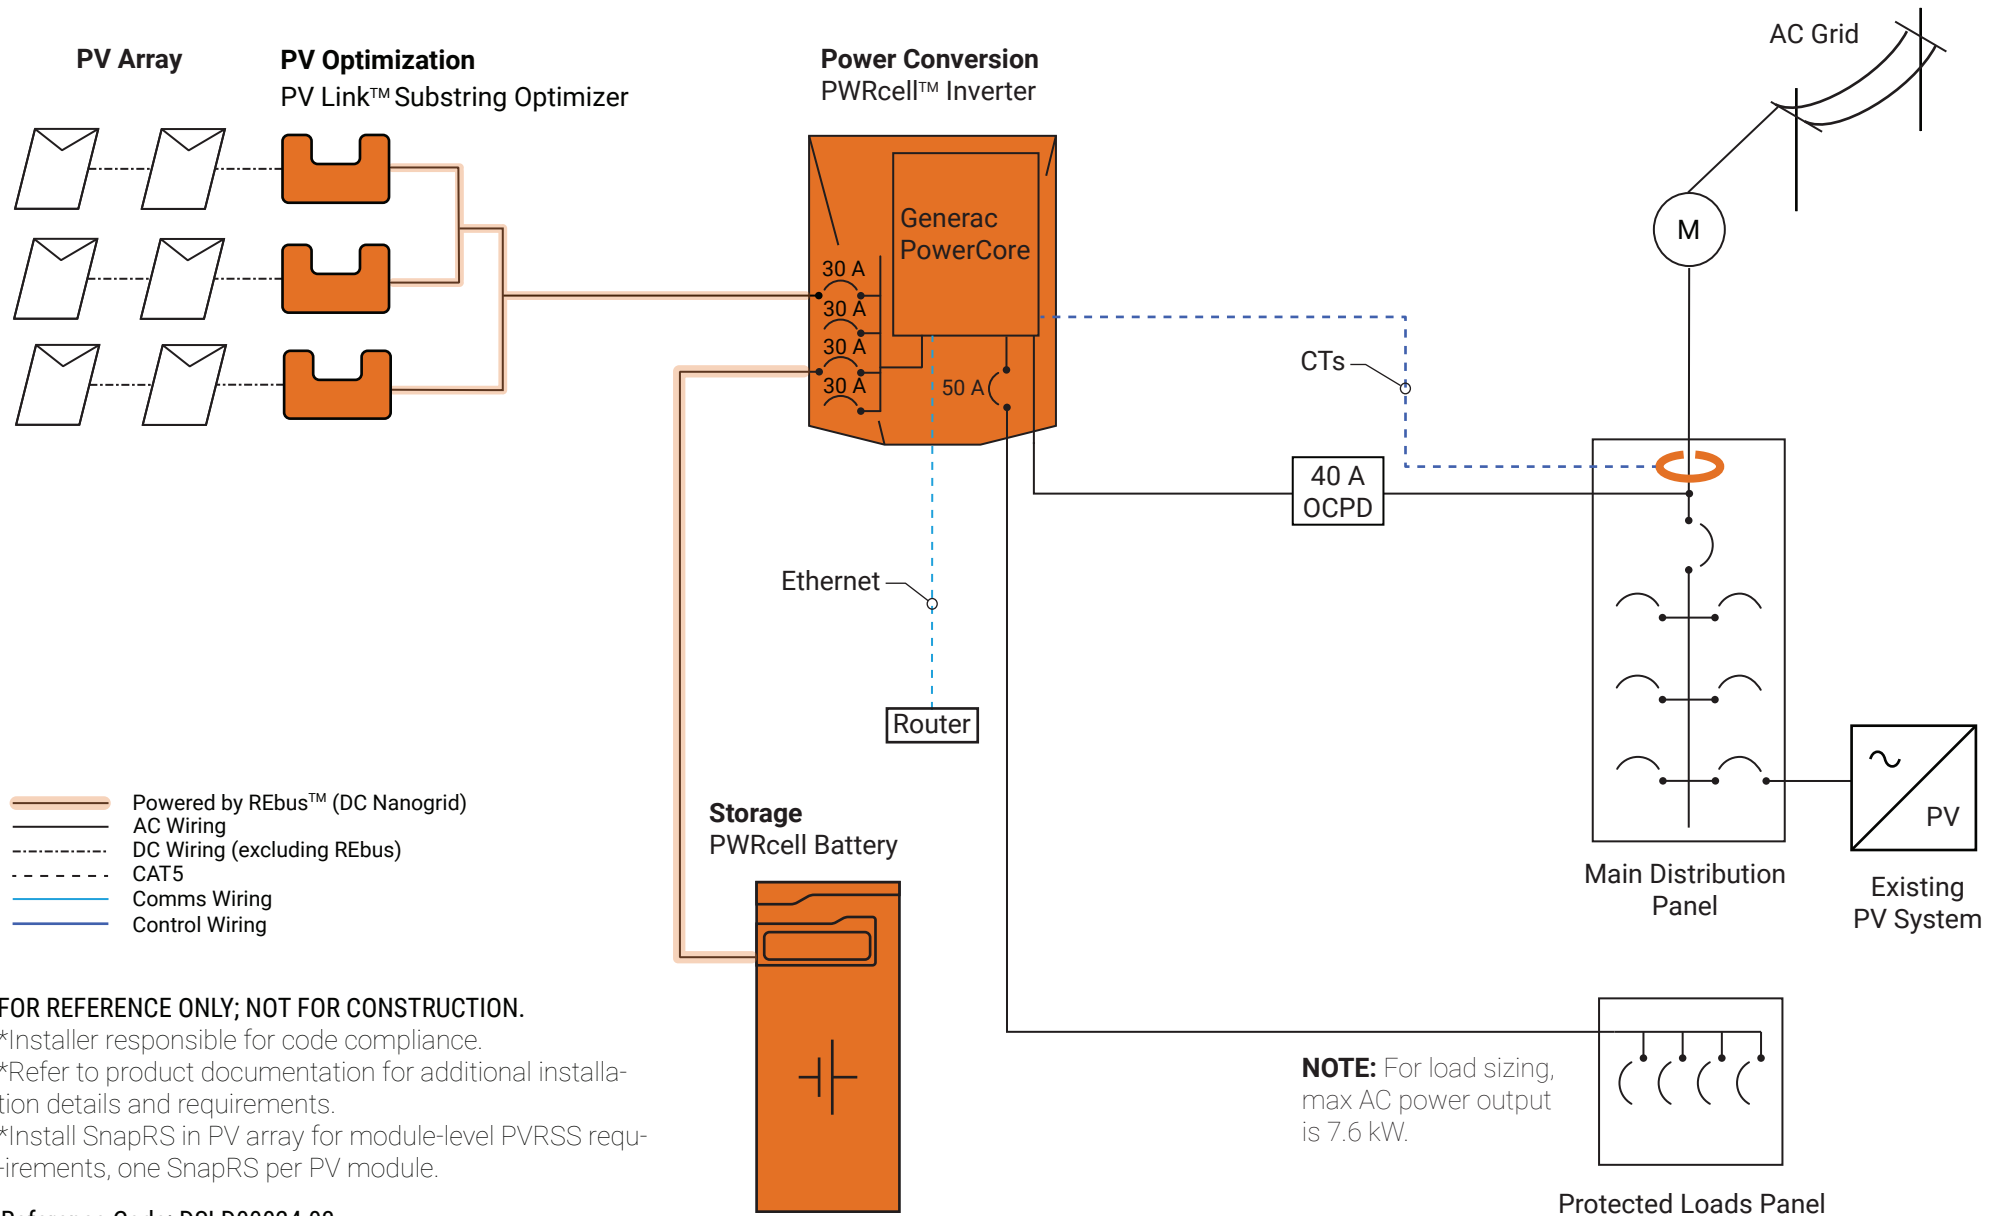 PV Array
PV Optimization
PV Link™ Substring Optimizer
Power Conversion
PWRcell™ Inverter
AC Grid
M
Generac
PowerCore
30 A
30 A
30 A
30 A
50 A
CTs
40 A
OCPD
Ethernet
Router
Powered by REbus™ (DC Nanogrid)
AC Wiring
DC Wiring (excluding REbus)
CAT5
Comms Wiring
Control Wiring
Storage
PWRcell Battery
Main Distribution
Panel
PV
Existing
PV System
FOR REFERENCE ONLY; NOT FOR CONSTRUCTION.
*Installer responsible for code compliance.
*Refer to product documentation for additional installa-
tion details and requirements.
*Install SnapRS in PV array for module-level PVRSS requ-
-irements, one SnapRS per PV module.
NOTE: For load sizing,
max AC power output
is 7.6 kW.
Protected Loads Panel